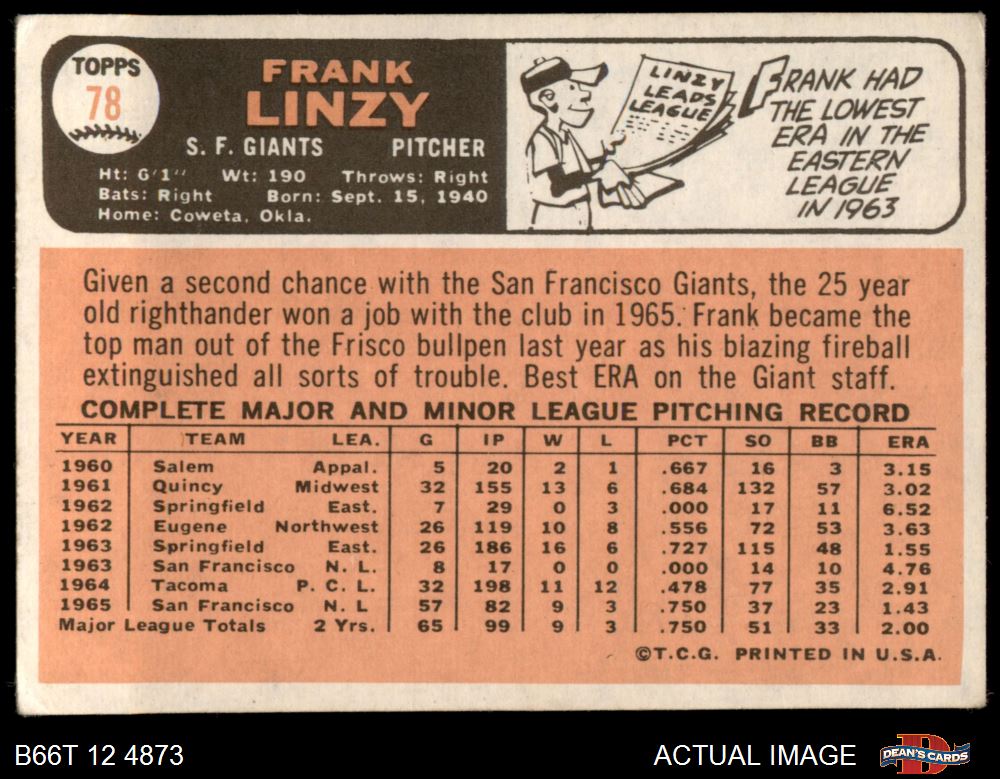 TOPPS
78
FRANK
LINZY
S. F. GIANTS PITCHER
Ht: 6'1" Wt: 190 Throws: Right
Bats: Right Born: Sept. 15, 1940
Home: Coweta, Okla.
LINZY
LEADS
LEAGUE
FRANK HAD
THE LOWEST
ERA IN THE
EASTERN
LEAGUE
IN 1963
Given a second chance with the San Francisco Giants, the 25 year
old righthander won a job with the club in 1965. Frank became the
top man out of the Frisco bullpen last year as his blazing fireball
extinguished all sorts of trouble. Best ERA on the Giant staff.
COMPLETE MAJOR AND MINOR LEAGUE PITCHING RECORD
YEAR TEAM LEA. G IP W L PCT SO BB ERA
1960 Salem Appal. 5 20 2 1 .667 16 3 3.15
1961 Quincy Midwest 32 155 13 6 .684 132 57 3.02
1962 Springfield East. 7 29 0 3 .000 17 11 6.52
1962 Eugene Northwest 26 119 10 8 .556 72 53 3.63
1963 Springfield East. 26 186 16 6 .727 115 48 1.55
1963 San Francisco N. L. 8 17 0 0 .000 14 10 4.76
1964 Tacoma P. C. L. 32 198 11 12 .478 77 35 2.91
1965 San Francisco N. L 57 82 9 3 .750 37 23 1.43
Major League Totals 2 Yrs. 65 99 9 3 .750 51 33 2.00
©T.C.G. PRINTED IN U.S.A.
B66T 12 4873 ACTUAL IMAGE DEAN'S CARDS